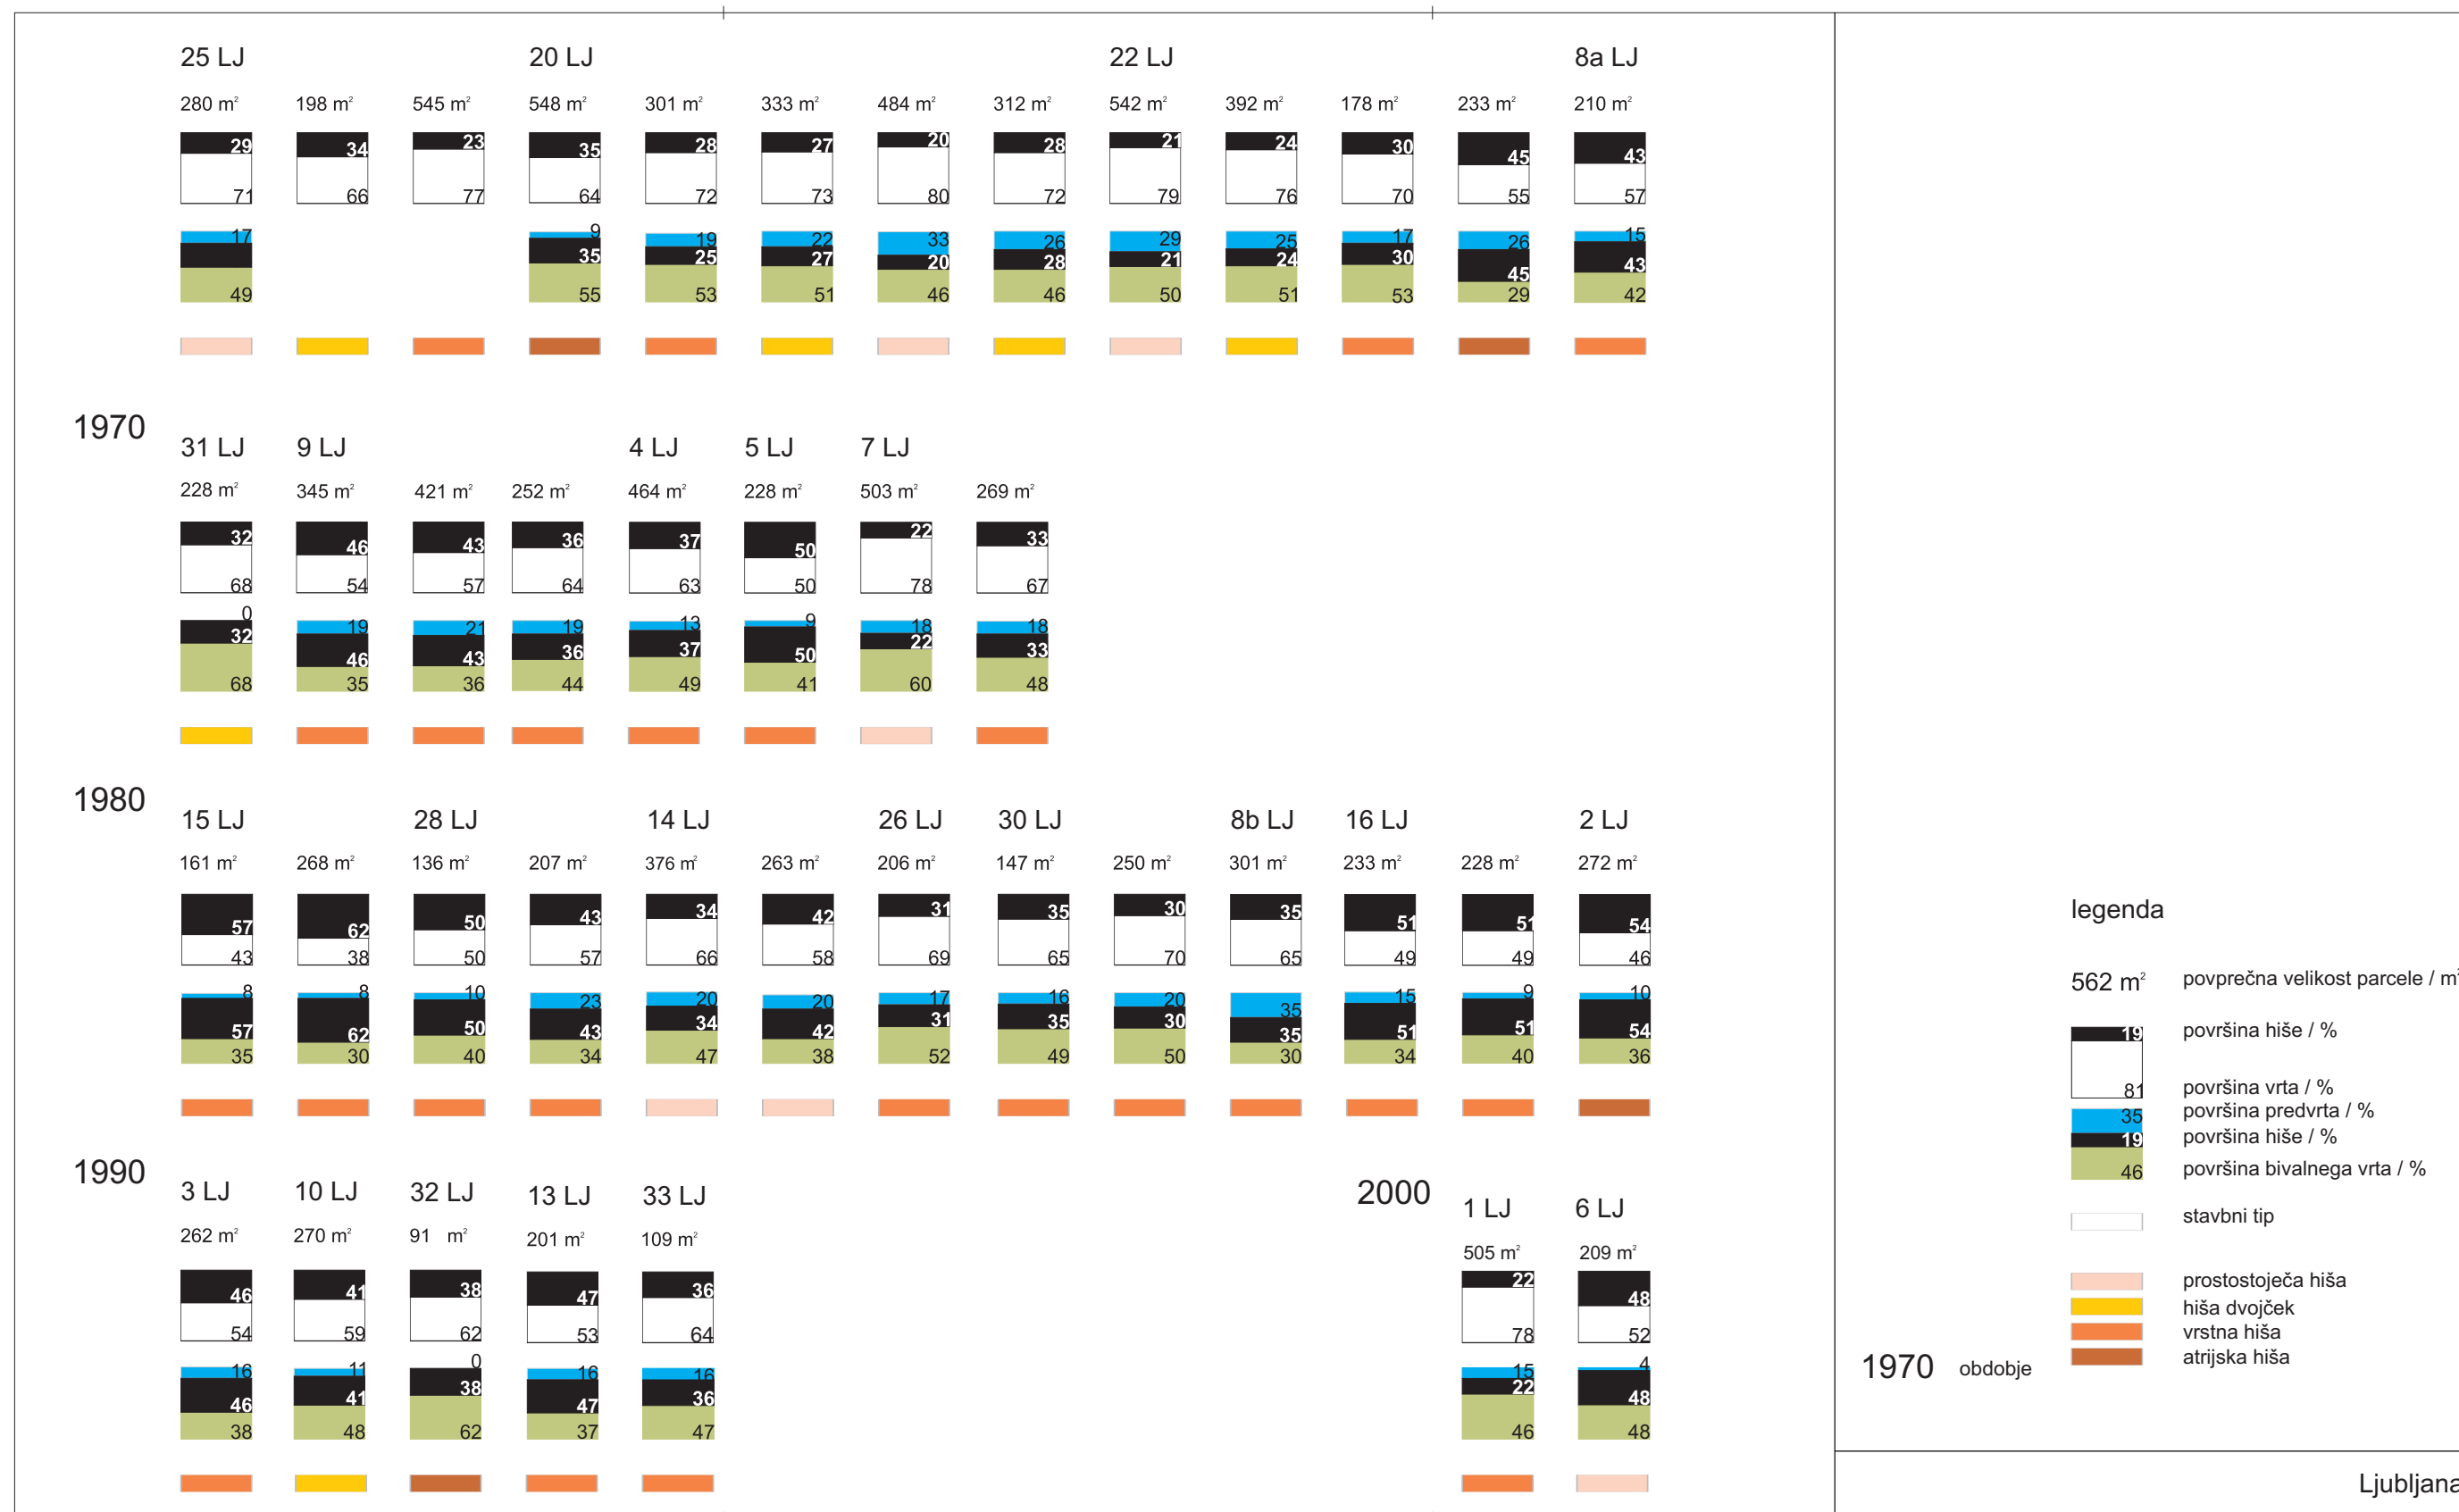 25 LJ 20 LJ 22 LJ 8a LJ
280 m² 198 m² 545 m² 548 m² 301 m² 333 m² 484 m² 312 m² 542 m² 392 m² 178 m² 233 m² 210 m²
29 34 23 35 28 27 20 28 21 24 30 45 43
71 66 77 64 72 73 80 72 79 76 70 55 57
17 9 19 22 33 26 29 25 17 26 15
35 25 27 20 28 21 24 30 45 43
49 55 53 51 46 46 50 51 53 29 42
1970
31 LJ 9 LJ 4 LJ 5 LJ 7 LJ
228 m² 345 m² 421 m² 252 m² 464 m² 228 m² 503 m² 269 m²
32 46 43 36 37 50 22 33
68 54 57 64 63 50 78 67
0 19 21 19 13 9 18 18
32 46 43 36 37 50 22 33
68 35 36 44 49 41 60 48
1980
15 LJ 28 LJ 14 LJ 26 LJ 30 LJ 8b LJ 16 LJ 2 LJ
161 m² 268 m² 136 m² 207 m² 376 m² 263 m² 206 m² 147 m² 250 m² 301 m² 233 m² 228 m² 272 m²
57 62 50 43 34 42 31 35 30 35 51 51 54
43 38 50 57 66 58 69 65 70 65 49 49 46
8 8 10 23 20 20 17 16 20 35 15 9 10
57 62 50 43 34 42 31 35 30 35 51 51 54
35 30 40 34 47 38 52 49 50 30 34 40 36
1990
3 LJ 10 LJ 32 LJ 13 LJ 33 LJ
262 m² 270 m² 91 m² 201 m² 109 m²
46 41 38 47 36
54 59 62 53 64
16 11 0 16 16
46 41 38 47 36
38 48 62 37 47
2000
1 LJ 6 LJ
505 m² 209 m²
22 48
78 52
15 4
22 48
46 48
legenda
562 m² povprečna velikost parcele / m²
19 površina hiše / %
81 površina vrta / %
35 površina predvrta / %
19 površina hiše / %
46 površina bivalnega vrta / %
stavbni tip
prostostoječa hiša
hiša dvojček
vrstna hiša
atrijska hiša
1970 obdobje
Ljubljana